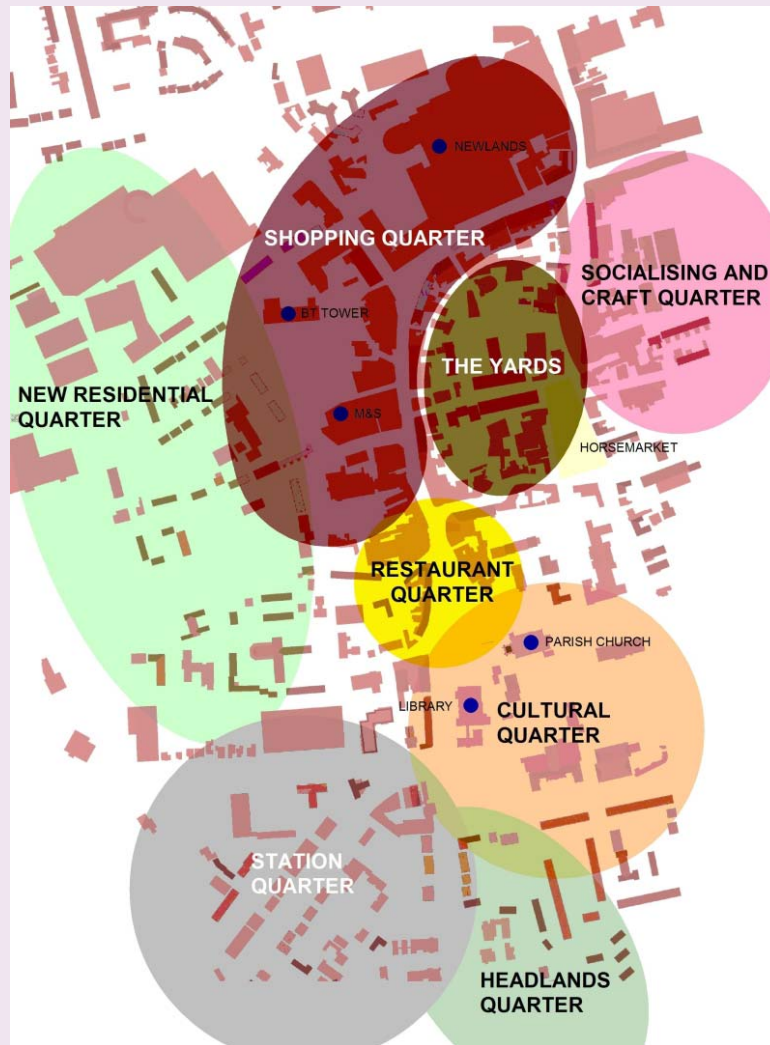 NEWLANDS
SHOPPING QUARTER
SOCIALISING AND
CRAFT QUARTER
BT TOWER
THE YARDS
NEW RESIDENTIAL
QUARTER
M&S
HORSEMARKET
RESTAURANT
QUARTER
PARISH CHURCH
LIBRARY
CULTURAL
QUARTER
STATION
QUARTER
HEADLANDS
QUARTER